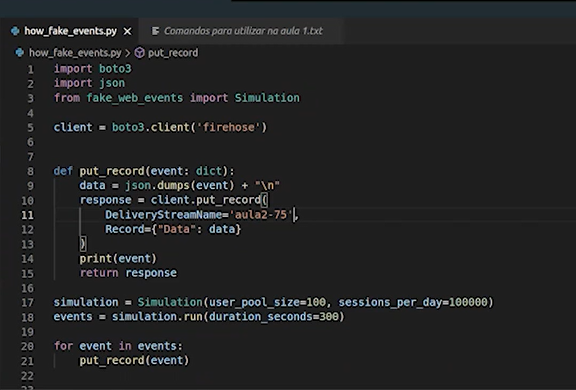 how_fake_events.py × Comandos para utilizar na aula 1.txt
how_fake_events.py > put_record
1 import boto3
2 import json
3 from fake_web_events import Simulation
4
5 client = boto3.client('firehose')
6
7
8 def put_record(event: dict):
9 data = json.dumps(event) + "\n"
10 response = client.put_record(
11 DeliveryStreamName='aula2-75',
12 Record={"Data": data}
13 )
14 print(event)
15 return response
16
17 simulation = Simulation(user_pool_size=100, sessions_per_day=100000)
18 events = simulation.run(duration_seconds=300)
19
20 for event in events:
21 put_record(event)
22
23